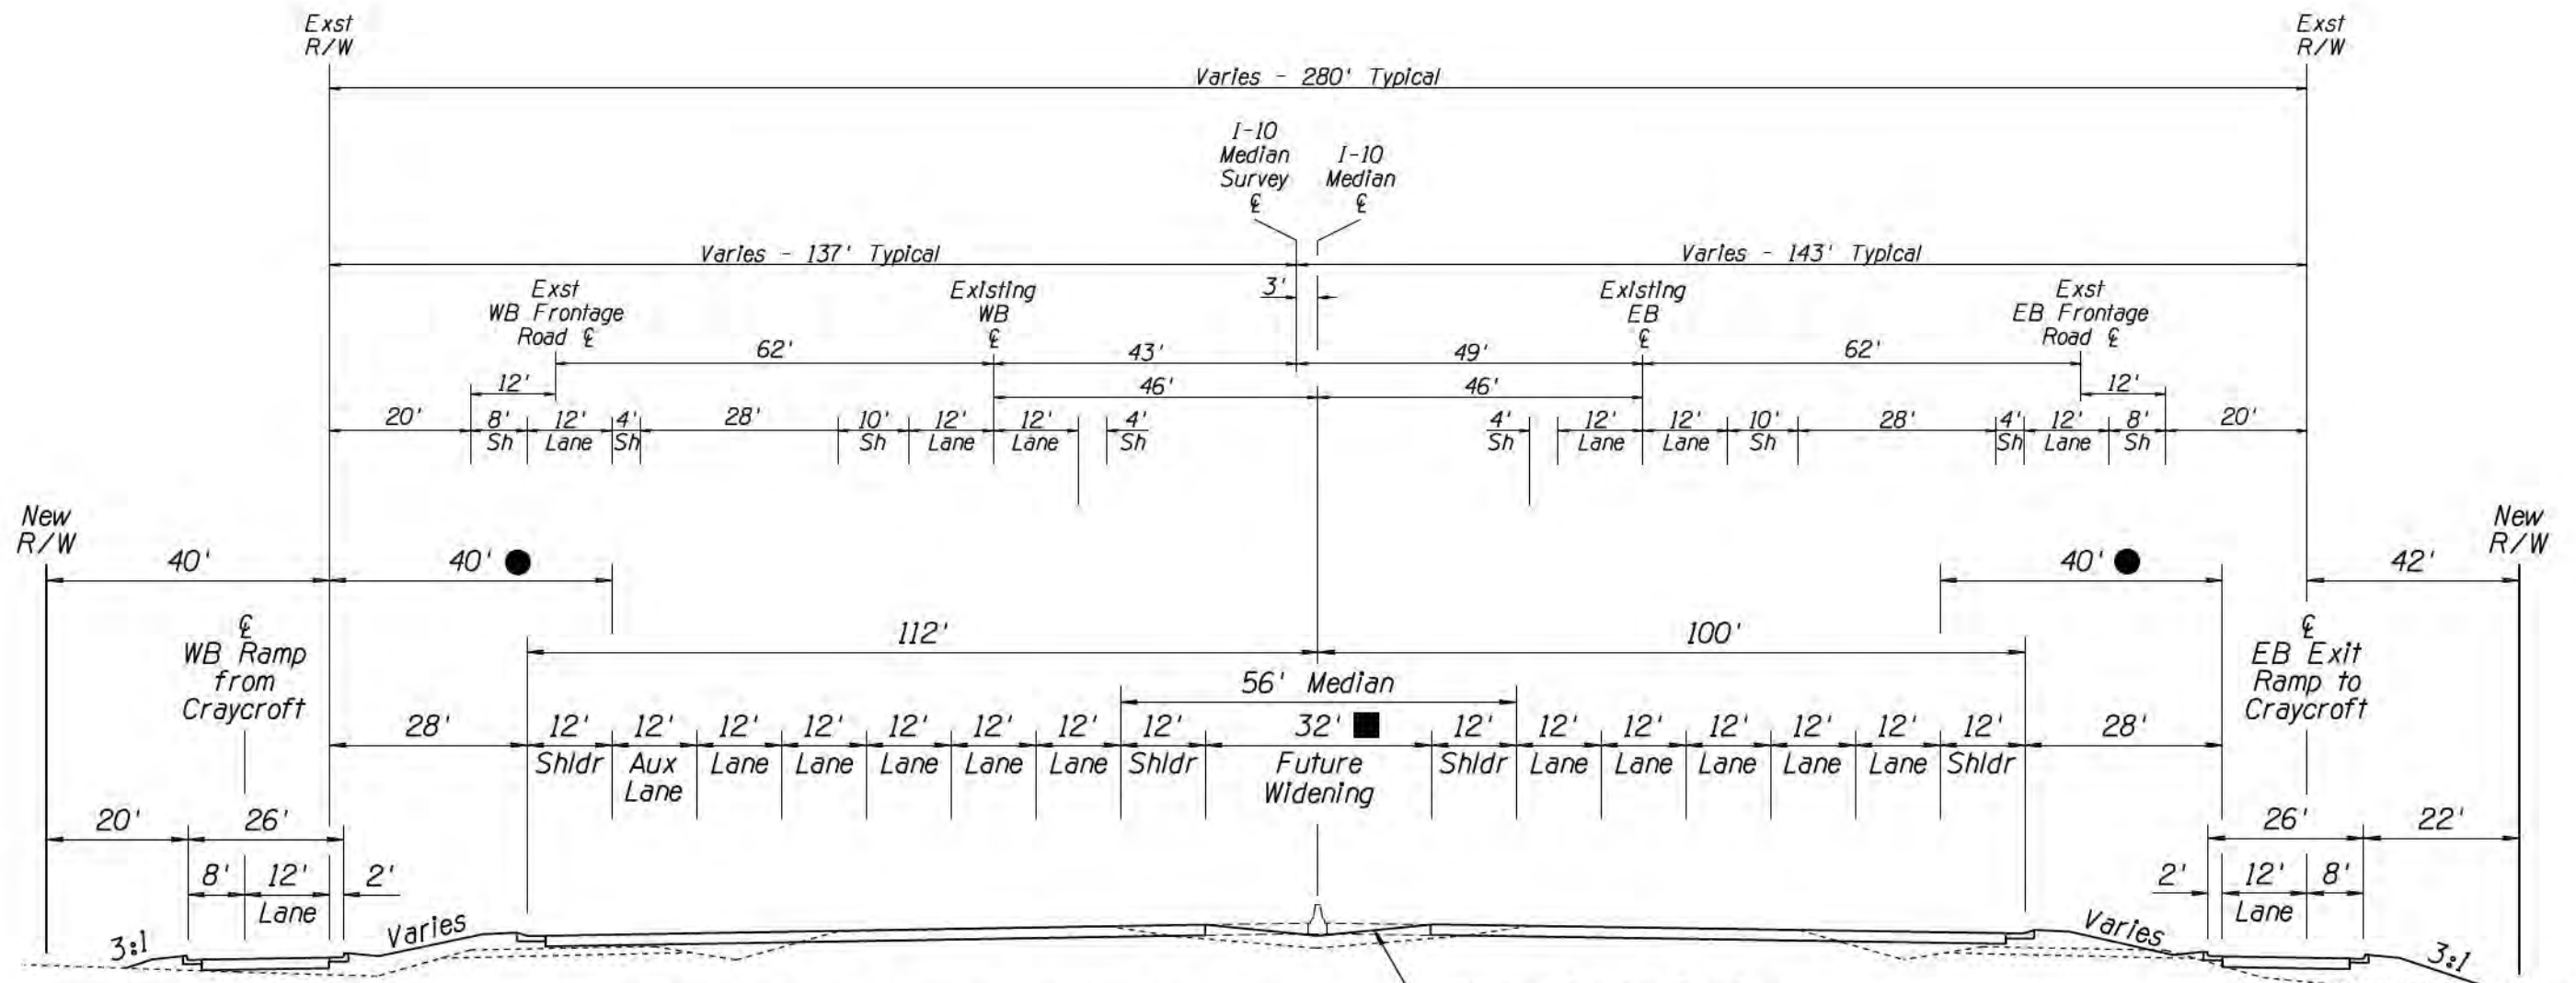 Exst
R/W
Exst
R/W
Varies - 280' Typical
I-10
Median
Survey
℄
I-10
Median
℄
Varies - 137' Typical
Varies - 143' Typical
3'
Exst
WB Frontage
Road ℄
Existing
WB
℄
Existing
EB
℄
Exst
EB Frontage
Road ℄
62' 43' 49' 62'
12' 46' 46' 12'
20' 8' 12' 4' 28' 10' 12' 12' 4' 4' 12' 12' 10' 28' 4' 12' 8' 20'
Sh Lane Sh Sh Lane Lane Sh Sh Lane Lane Sh Sh Lane Sh
New
R/W
New
R/W
40' 40' 40' 42'
℄
WB Ramp
from
Craycroft
℄
EB Exit
Ramp to
Craycroft
112' 100'
56' Median
28' 12' 12' 12' 12' 12' 12' 12' 12' 32' 12' 12' 12' 12' 12' 12' 12' 28'
Shldr Aux Lane Lane Lane Lane Lane Shldr Future Shldr Lane Lane Lane Lane Lane Shldr
Lane Widening
20' 26' 26' 22'
8' 12' 2' 2' 12' 8'
Lane Lane
3:1 Varies Varies 3:1